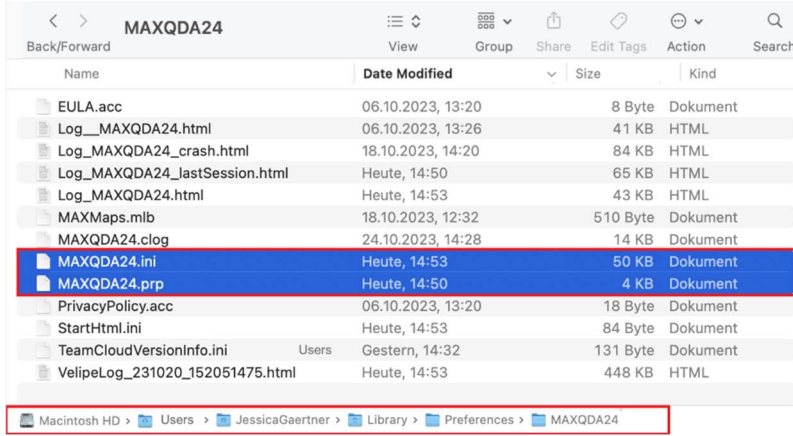 MAXQDA24
Back/Forward View Group Share Edit Tags Action Search
Name Date Modified Size Kind
EULA.acc 06.10.2023, 13:20 8 Byte Dokument
Log__MAXQDA24.html 06.10.2023, 13:26 41 KB HTML
Log_MAXQDA24_crash.html 18.10.2023, 14:20 84 KB HTML
Log_MAXQDA24_lastSession.html Heute, 14:50 65 KB HTML
Log_MAXQDA24.html Heute, 14:53 43 KB HTML
MAXMaps.mlb 18.10.2023, 12:32 510 Byte Dokument
MAXQDA24.clog 24.10.2023, 14:28 14 KB Dokument
MAXQDA24.ini Heute, 14:53 50 KB Dokument
MAXQDA24.prp Heute, 14:50 4 KB Dokument
PrivacyPolicy.acc 06.10.2023, 13:20 18 Byte Dokument
StartHtml.ini Heute, 14:53 84 Byte Dokument
TeamCloudVersionInfo.ini Users Gestern, 14:32 131 Byte Dokument
VelipeLog_231020_152051475.html Heute, 14:53 448 KB HTML
Macintosh HD › Users › JessicaGaertner › Library › Preferences › MAXQDA24